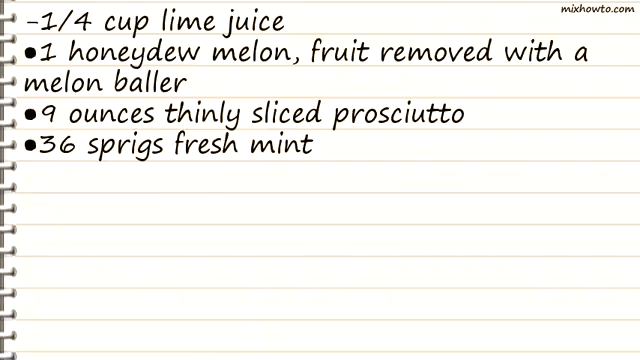 mixhowto.com
-1/4 cup lime juice
●1 honeydew melon, fruit removed with a
melon baller
●9 ounces thinly sliced prosciutto
●36 sprigs fresh mint